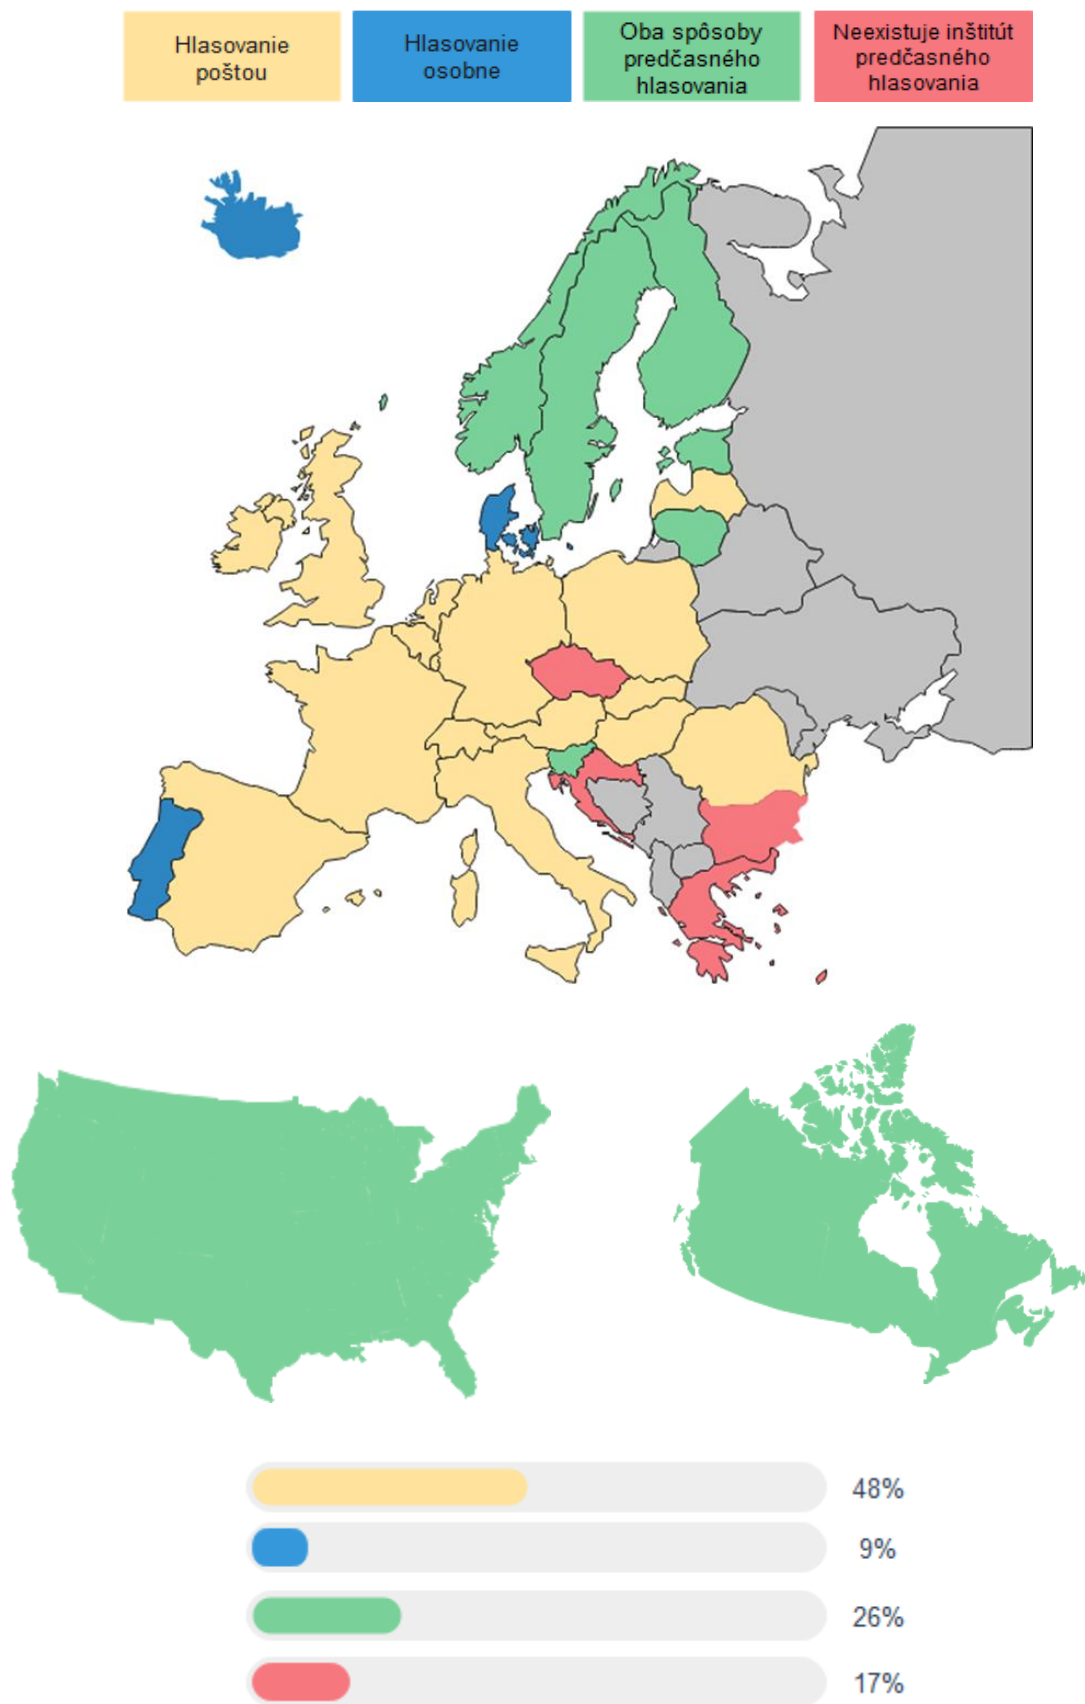 Hlasovanie
poštou
Hlasovanie
osobne
Oba spôsoby
predčasného
hlasovania
Neexistuje inštitút
predčasného
hlasovania
48%
9%
26%
17%